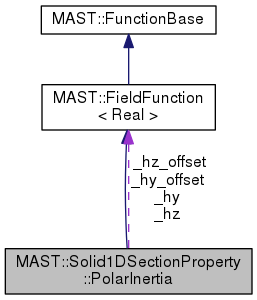 MAST::FunctionBase
MAST::FieldFunction
< Real >
_hz_offset
_hy_offset
_hy
_hz
MAST::Solid1DSectionProperty
::PolarInertia